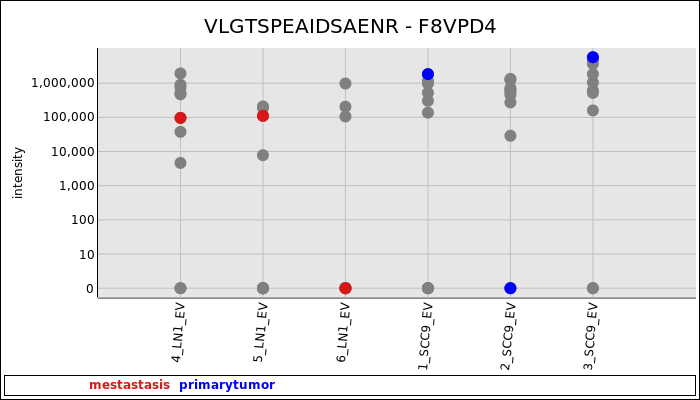 VLGTSPEAIDSAENR - F8VPD4
intensity
1,000,000
100,000
10,000
1,000
100
10
0
4_LN1_EV
5_LN1_EV
6_LN1_EV
1_SCC9_EV
2_SCC9_EV
3_SCC9_EV
mestastasis primarytumor